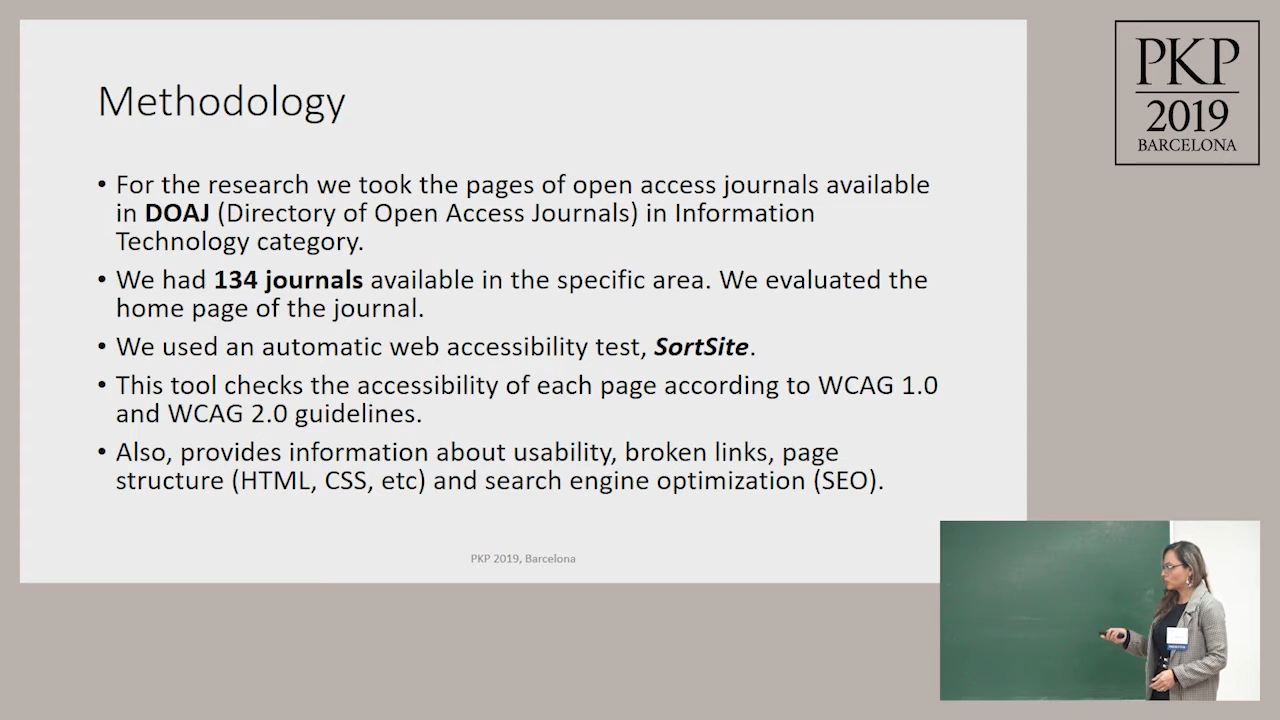 Methodology
• For the research we took the pages of open access journals available
in DOAJ (Directory of Open Access Journals) in Information
Technology category.
• We had 134 journals available in the specific area. We evaluated the
home page of the journal.
• We used an automatic web accessibility test, SortSite.
• This tool checks the accessibility of each page according to WCAG 1.0
and WCAG 2.0 guidelines.
• Also, provides information about usability, broken links, page
structure (HTML, CSS, etc) and search engine optimization (SEO).
PKP 2019, Barcelona
PKP
2019
BARCELONA